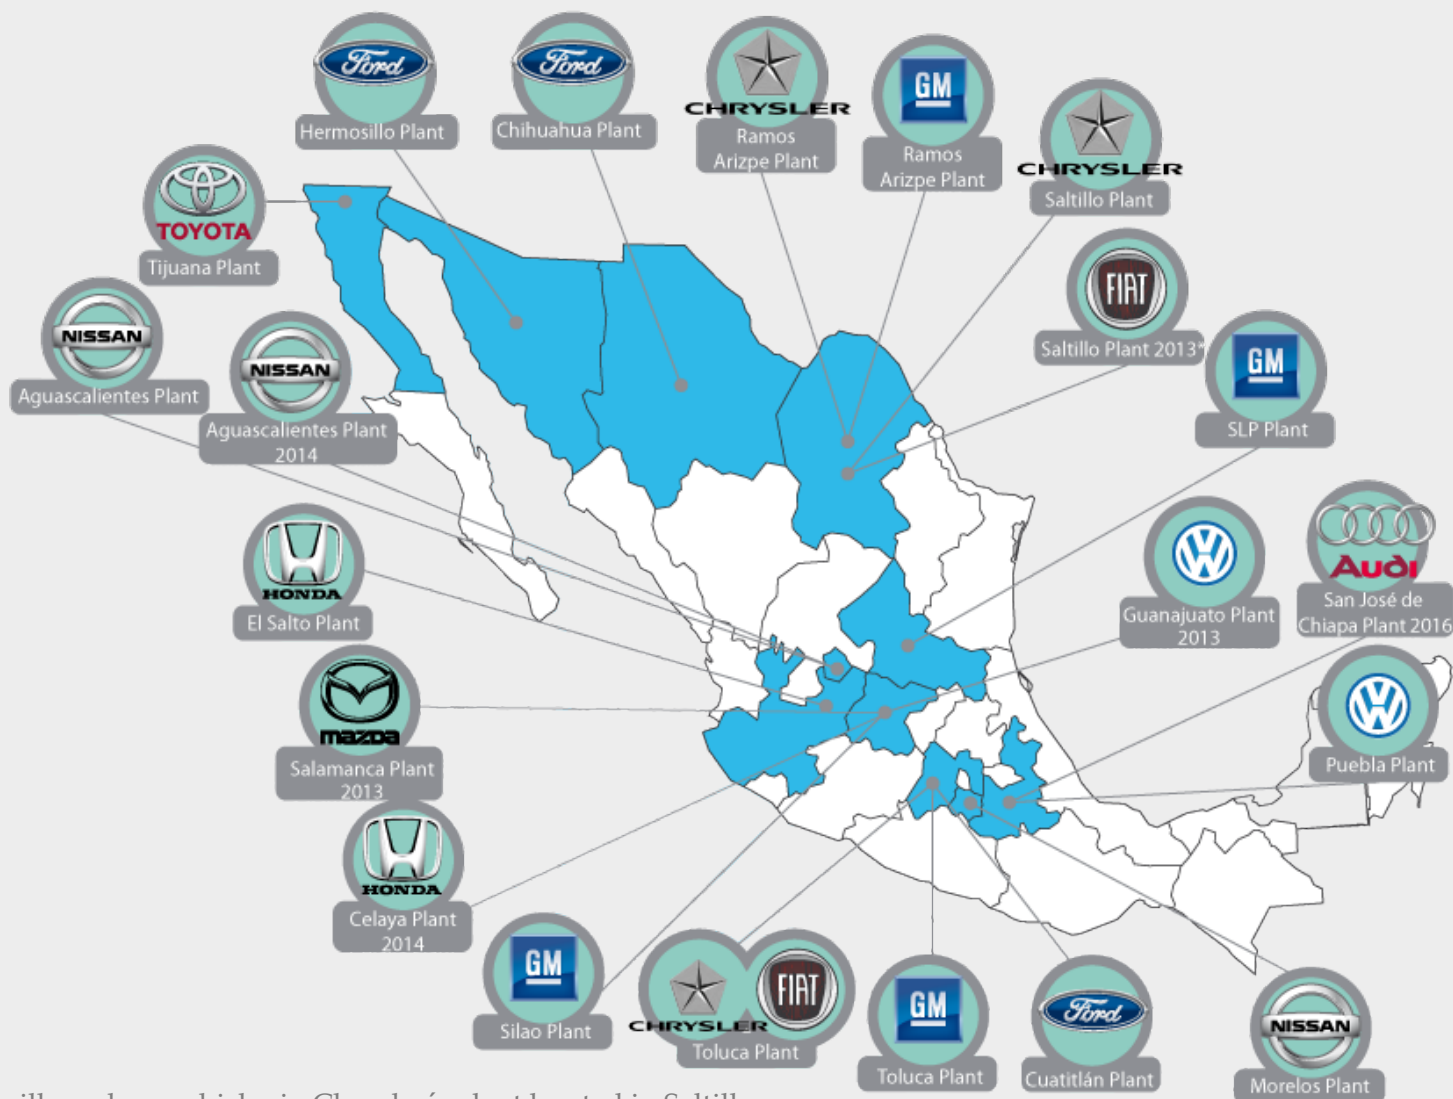 Ford
Hermosillo Plant
Ford
Chihuahua Plant
CHRYSLER
Ramos
Arizpe Plant
GM
Ramos
Arizpe Plant
CHRYSLER
Saltillo Plant
TOYOTA
Tijuana Plant
FIAT
Saltillo Plant 2013*
NISSAN
Aguascalientes Plant
NISSAN
Aguascalientes Plant
2014
GM
SLP Plant
HONDA
El Salto Plant
VW
Guanajuato Plant
2013
Audi
San José de
Chiapa Plant 2016
mazda
Salamanca Plant
2013
VW
Puebla Plant
HONDA
Celaya Plant
2014
GM
Silao Plant
CHRYSLER
FIAT
Toluca Plant
GM
Toluca Plant
Ford
Cuatitlán Plant
NISSAN
Morelos Plant